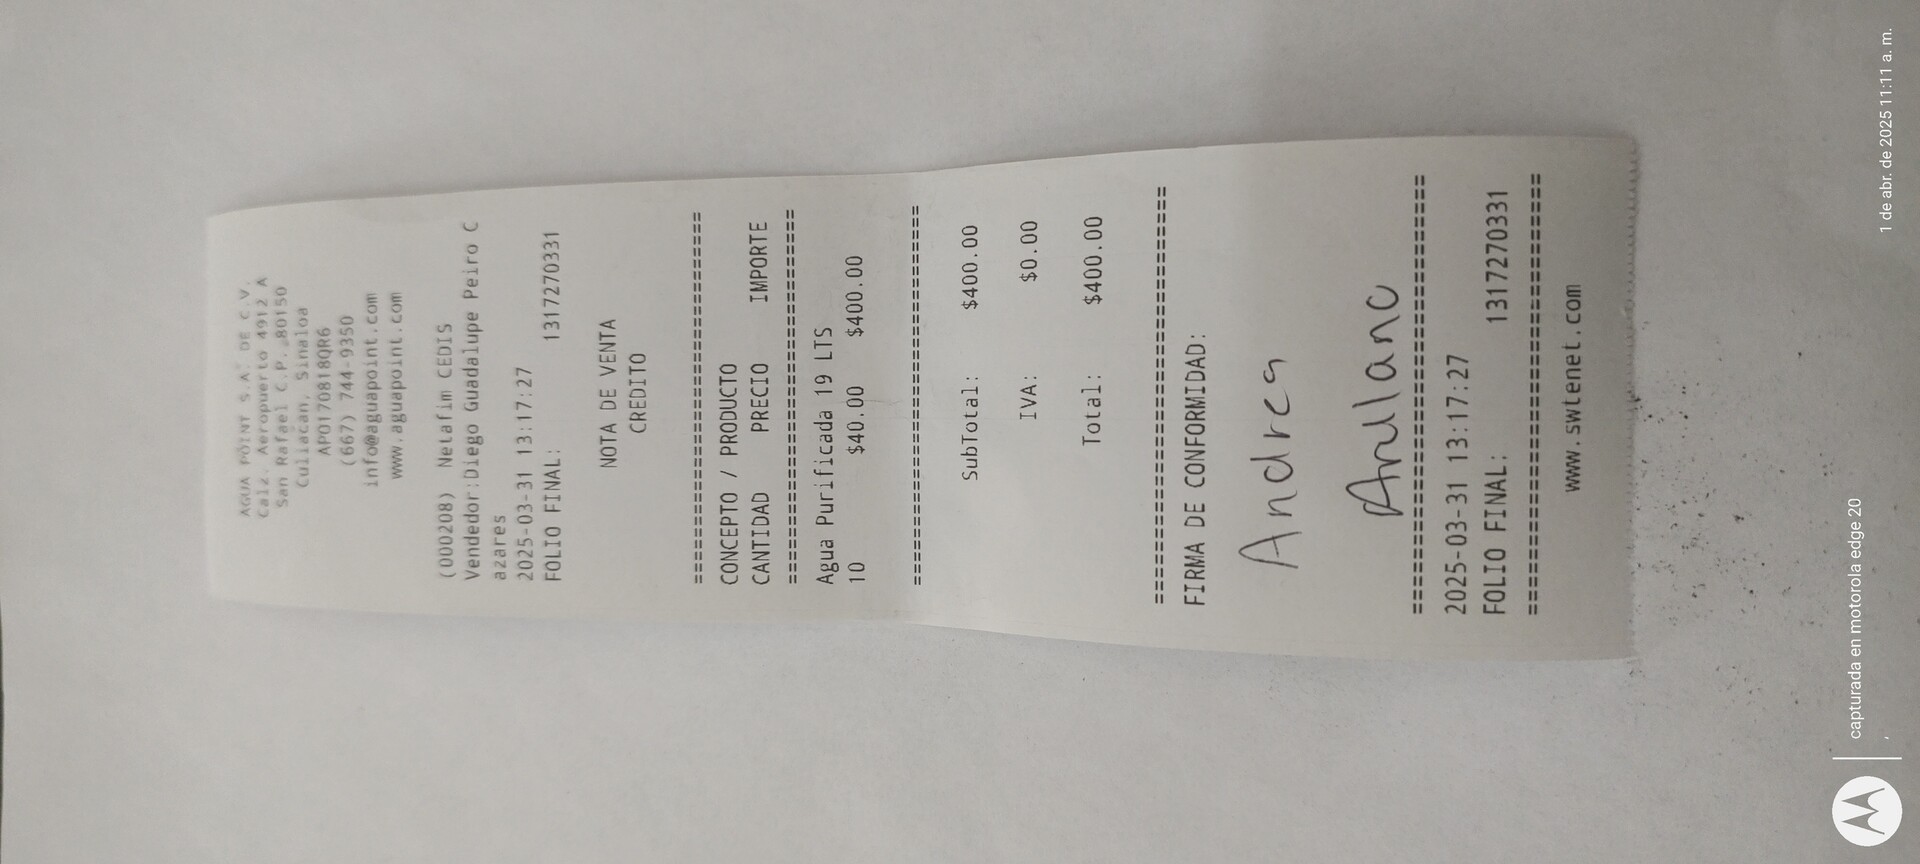 AGUA POINT S.A. DE C.V.
Calz. Aeropuerto 4912 A
San Rafael C.P. 80150
Culiacan, Sinaloa
APO170818QR6
(667) 744-9350
info@aguapoint.com
www.aguapoint.com
(000208) Netafim CEDIS
Vendedor:Diego Guadalupe Peiro C
azares
2025-03-31 13:17:27
FOLIO FINAL: 1317270331
NOTA DE VENTA
CREDITO
================================
CONCEPTO / PRODUCTO
CANTIDAD PRECIO IMPORTE
================================
Agua Purificada 19 LTS
10 $40.00 $400.00
================================
SubTotal: $400.00
IVA: $0.00
Total: $400.00
================================
FIRMA DE CONFORMIDAD:
Andrea
================================
2025-03-31 13:17:27
FOLIO FINAL: 1317270331
================================
www.swtenet.com
capturada en motorola edge 20
1 de abr. de 2025 11:11 a. m.